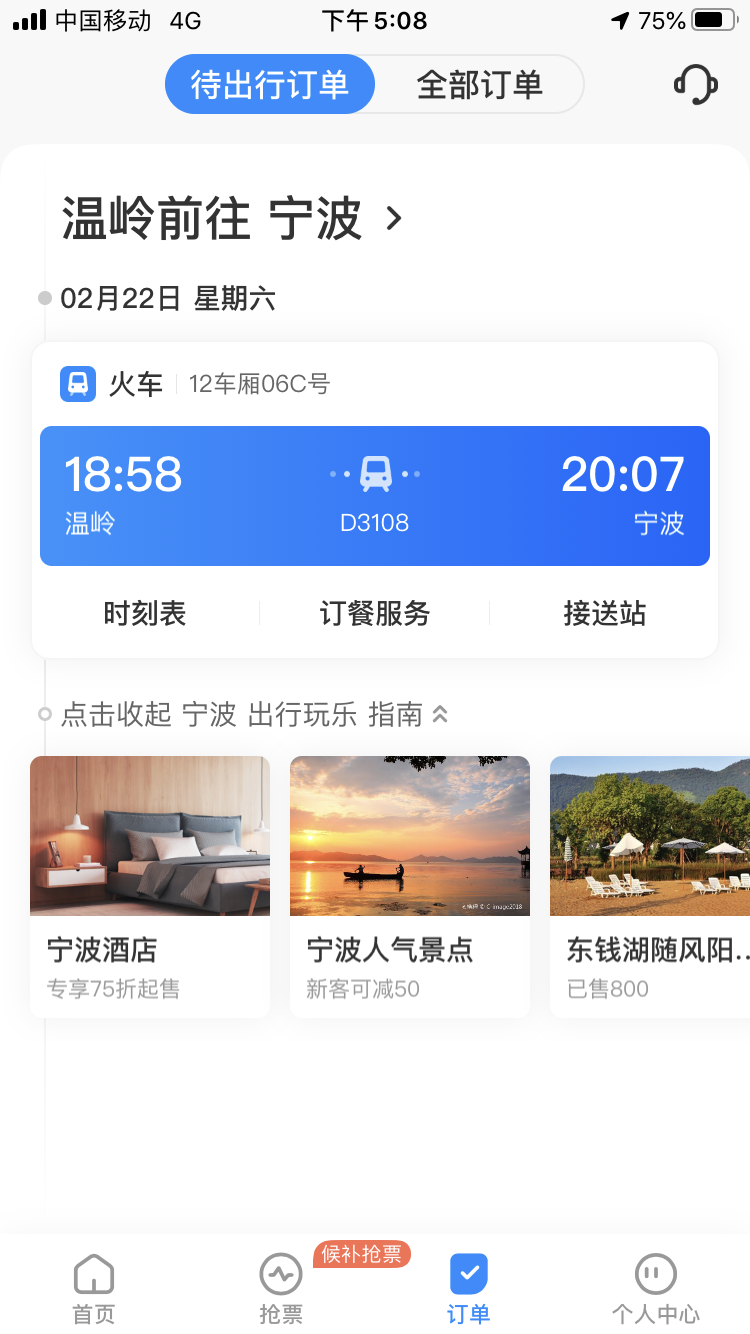 中国移动 4G 下午 5:08 75%
待出行订单 全部订单
温岭前往 宁波
02月22日 星期六
火车 12车厢06C号
18:58 20:07
温岭 D3108 宁波
时刻表 订餐服务 接送站
点击收起 宁波 出行玩乐 指南
宁波酒店 宁波人气景点 东钱湖随风阳...
专享75折起售 新客可减50 已售800
候补抢票
首页 抢票 订单 个人中心